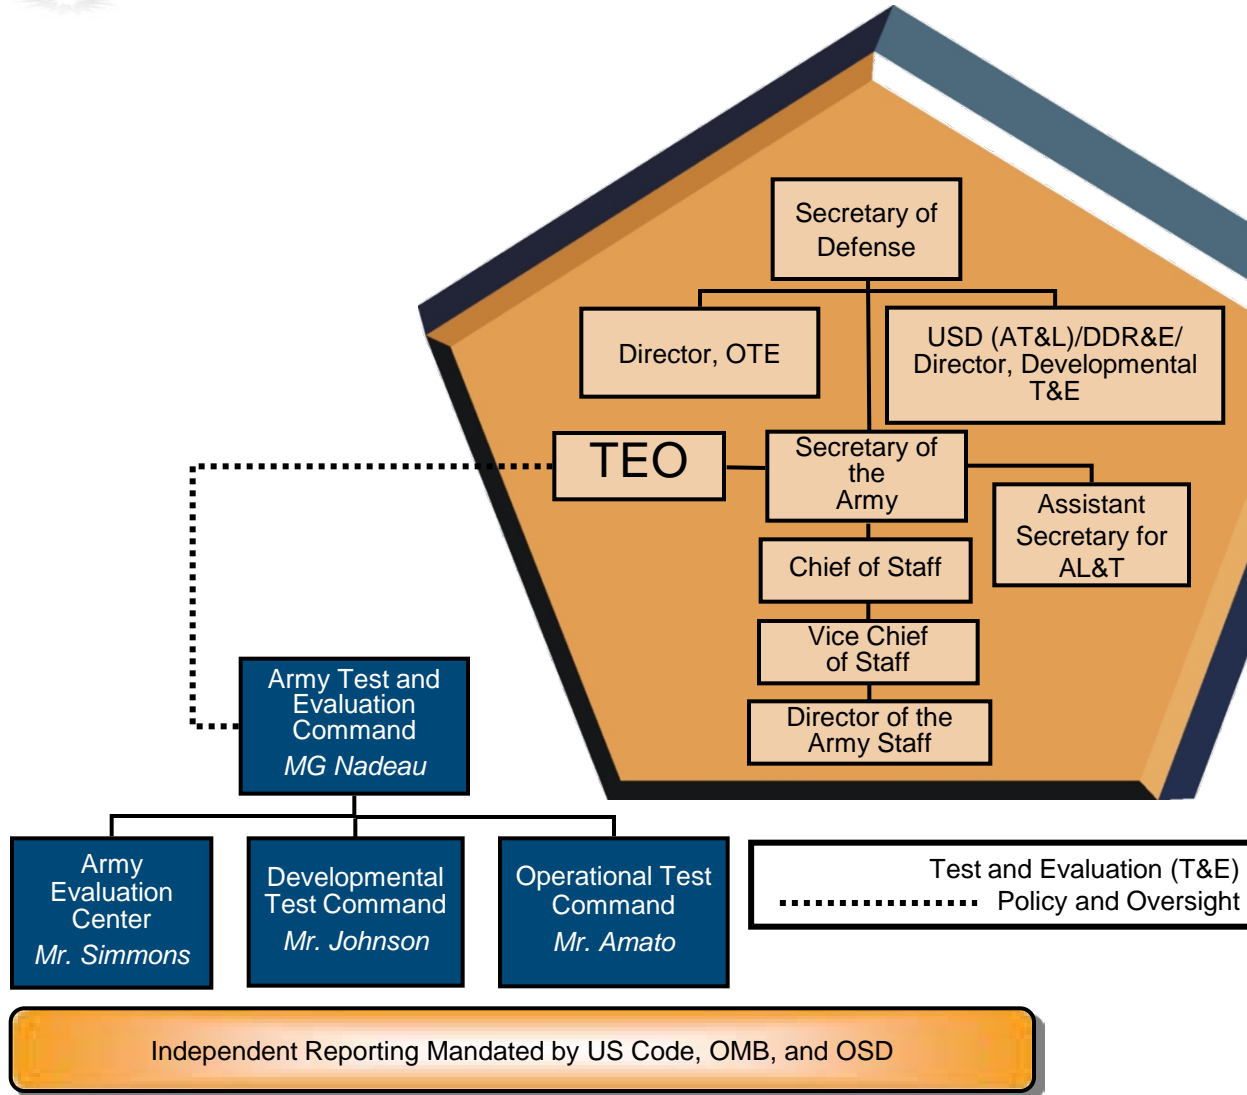 Secretary of
Defense
Director, OTE
USD (AT&L)/DDR&E/
Director, Developmental
T&E
TEO
Secretary of
the
Army
Assistant
Secretary for
AL&T
Chief of Staff
Vice Chief
of Staff
Director of the
Army Staff
Army Test and
Evaluation
Command
MG Nadeau
Army
Evaluation
Center
Mr. Simmons
Developmental
Test Command
Mr. Johnson
Operational Test
Command
Mr. Amato
Test and Evaluation (T&E)
Policy and Oversight
Independent Reporting Mandated by US Code, OMB, and OSD